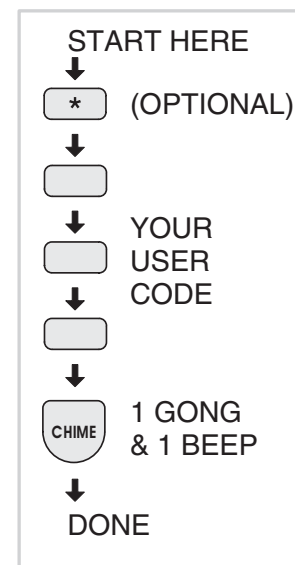 START HERE
* (OPTIONAL)
YOUR
USER
CODE
CHIME
1 GONG
& 1 BEEP
DONE